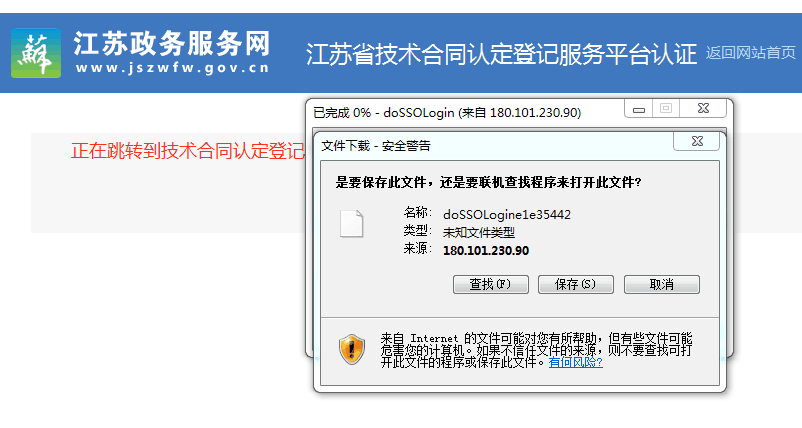 江苏政务服务网
www.jszwfw.gov.cn
江苏省技术合同认定登记服务平台认证
返回网站首页
正在跳转到技术合同认定登记
已完成 0% - doSSOLogin (来自 180.101.230.90)
文件下载 - 安全警告
是要保存此文件，还是要联机查找程序来打开此文件?
名称: doSSOLogine1e35442
类型: 未知文件类型
来源: 180.101.230.90
查找(F) 保存(S) 取消
来自 Internet 的文件可能对您有所帮助，但有些文件可能
危害您的计算机。如果不信任文件的来源，则不要查找可打
开此文件的程序或保存此文件。有何风险?